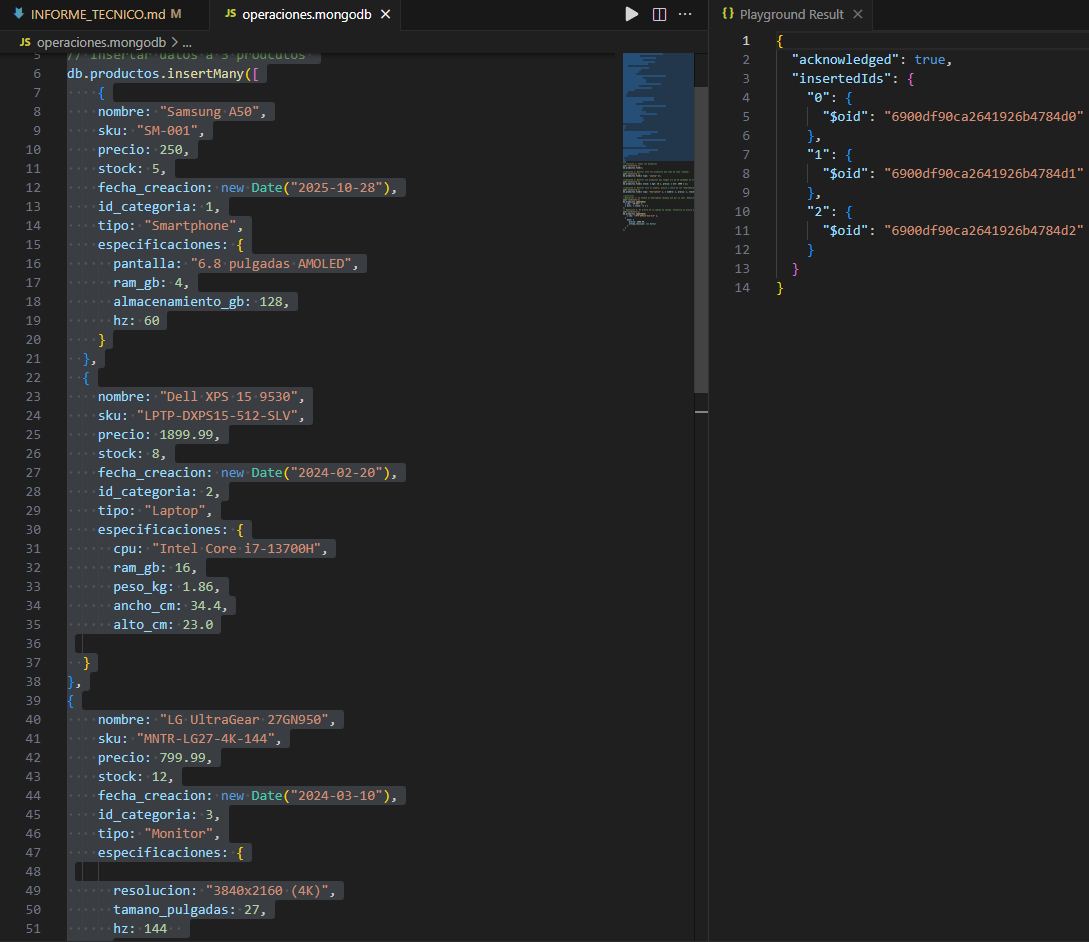 INFORME_TECNICO.md M
JS operaciones.mongodb
JS operaciones.mongodb > ...
5 // Insertar datos a 3 productos
6 db.productos.insertMany([
7 {
8 nombre: "Samsung A50",
9 sku: "SM-001",
10 precio: 250,
11 stock: 5,
12 fecha_creacion: new Date("2025-10-28"),
13 id_categoria: 1,
14 tipo: "Smartphone",
15 especificaciones: {
16 pantalla: "6.8 pulgadas AMOLED",
17 ram_gb: 4,
18 almacenamiento_gb: 128,
19 hz: 60
20 }
21 },
22 {
23 nombre: "Dell XPS 15 9530",
24 sku: "LPTP-DXPS15-512-SLV",
25 precio: 1899.99,
26 stock: 8,
27 fecha_creacion: new Date("2024-02-20"),
28 id_categoria: 2,
29 tipo: "Laptop",
30 especificaciones: {
31 cpu: "Intel Core i7-13700H",
32 ram_gb: 16,
33 peso_kg: 1.86,
34 ancho_cm: 34.4,
35 alto_cm: 23.0
36
37 }
38 },
39 {
40 nombre: "LG UltraGear 27GN950",
41 sku: "MNTR-LG27-4K-144",
42 precio: 799.99,
43 stock: 12,
44 fecha_creacion: new Date("2024-03-10"),
45 id_categoria: 3,
46 tipo: "Monitor",
47 especificaciones: {
48
49 resolucion: "3840x2160 (4K)",
50 tamano_pulgadas: 27,
51 hz: 144
{} Playground Result
1 {
2 "acknowledged": true,
3 "insertedIds": {
4 "0": {
5 "$oid": "6900df90ca2641926b4784d0"
6 },
7 "1": {
8 "$oid": "6900df90ca2641926b4784d1"
9 },
10 "2": {
11 "$oid": "6900df90ca2641926b4784d2"
12 }
13 }
14 }